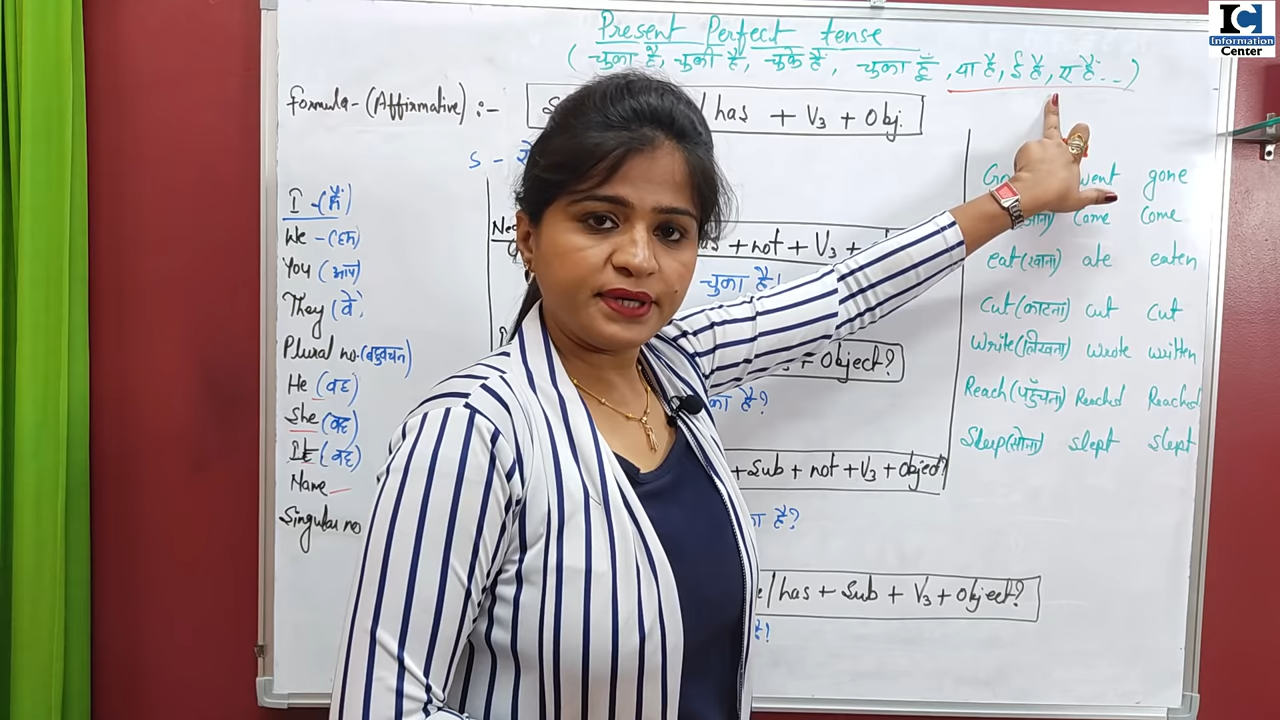 IC
Information
Center
Present Perfect tense
( चुका है, चुकी है, चुके हैं, चुका हूँ, या है, ई है, ए हैं... )
Formula - (Affirmative) :-
has + V3 + Obj.
S -
I - (मैं)
We - (हम)
You (आप)
They (वे)
Plural no. (बहुवचन)
He (वह)
She (वह)
It (वह)
Name
Singular no
+ not + V3 +
चुका है।
+ Object?
का है?
+ Sub + not + V3 + Object?
है?
/ has + Sub + V3 + Object?
है?
went gone
Came Come
eat (खाना) ate eaten
Cut (काटना) cut cut
Write (लिखना) wrote written
Reach (पहुँचना) Reached Reached
Sleep (सोना) slept slept